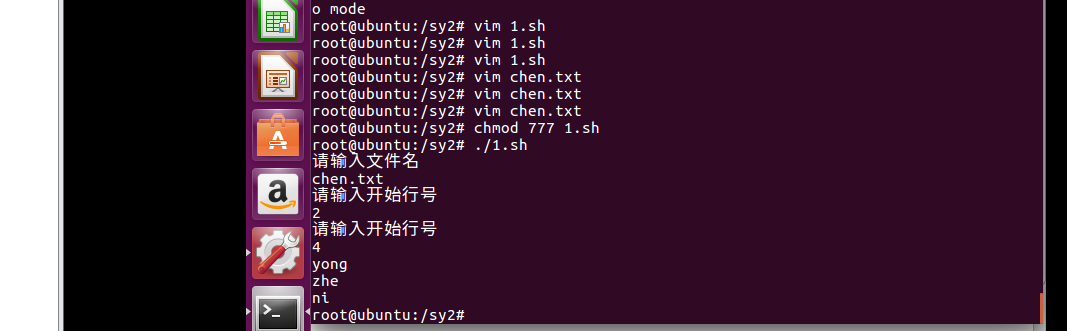 o mode
root@ubuntu:/sy2# vim 1.sh
root@ubuntu:/sy2# vim 1.sh
root@ubuntu:/sy2# vim 1.sh
root@ubuntu:/sy2# vim chen.txt
root@ubuntu:/sy2# vim chen.txt
root@ubuntu:/sy2# vim chen.txt
root@ubuntu:/sy2# chmod 777 1.sh
root@ubuntu:/sy2# ./1.sh
请输入文件名
chen.txt
请输入开始行号
2
请输入开始行号
4
yong
zhe
ni
root@ubuntu:/sy2#